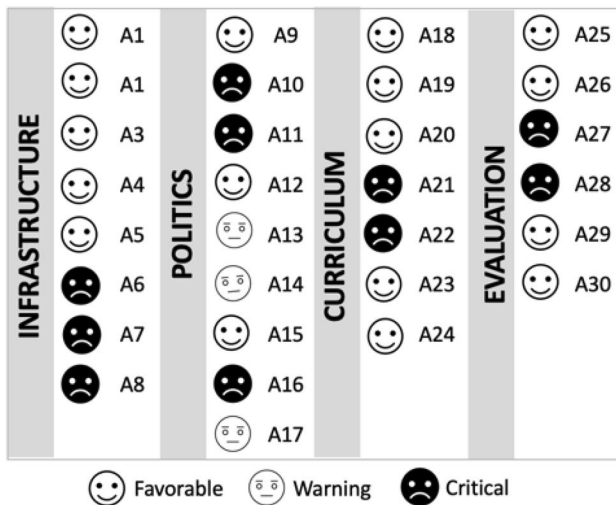 INFRASTRUCTURE
A1
A1
A3
A4
A5
A6
A7
A8
POLITICS
A9
A10
A11
A12
A13
A14
A15
A16
A17
CURRICULUM
A18
A19
A20
A21
A22
A23
A24
EVALUATION
A25
A26
A27
A28
A29
A30
Favorable
Warning
Critical